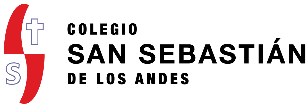 t
S
COLEGIO
SAN SEBASTIÁN
DE LOS ANDES